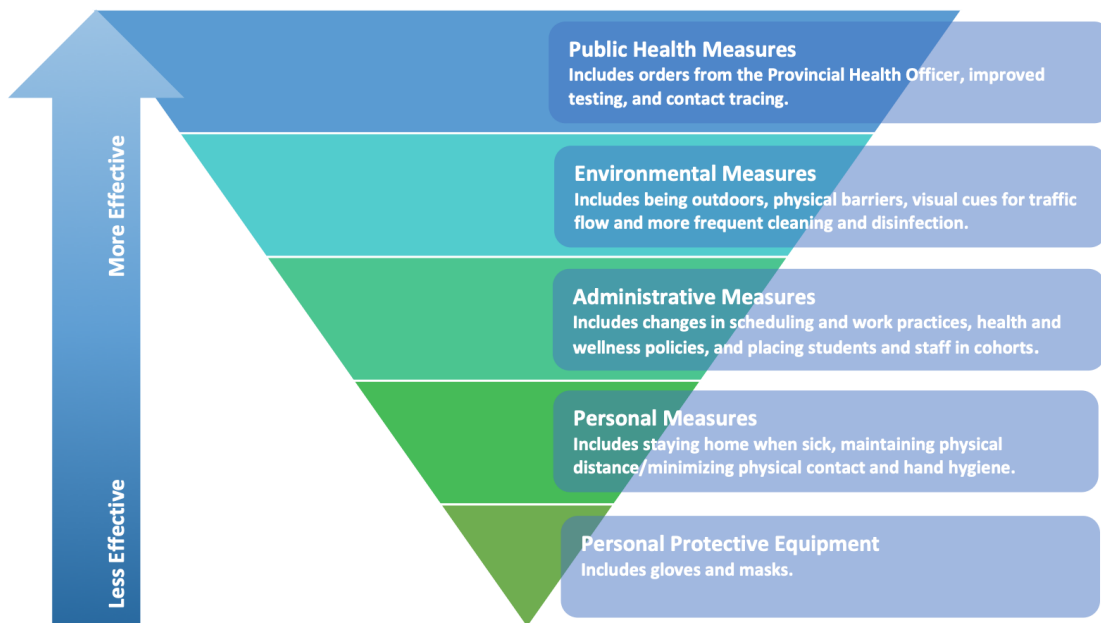 More Effective
Less Effective
Public Health Measures
Includes orders from the Provincial Health Officer, improved
testing, and contact tracing.
Environmental Measures
Includes being outdoors, physical barriers, visual cues for traffic
flow and more frequent cleaning and disinfection.
Administrative Measures
Includes changes in scheduling and work practices, health and
wellness policies, and placing students and staff in cohorts.
Personal Measures
Includes staying home when sick, maintaining physical
distance/minimizing physical contact and hand hygiene.
Personal Protective Equipment
Includes gloves and masks.